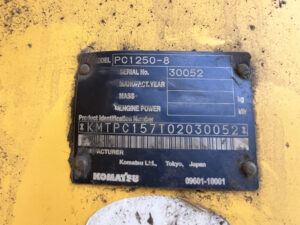 MODEL PC1250-8
SERIAL No. 30052
MANUFACT. YEAR
MASS kg
ENGINE POWER kW
Product Identification Number
*KMTPC157T02030052*
MANUFACTURER
Komatsu Ltd., Tokyo, Japan
KOMATSU
09601-10001